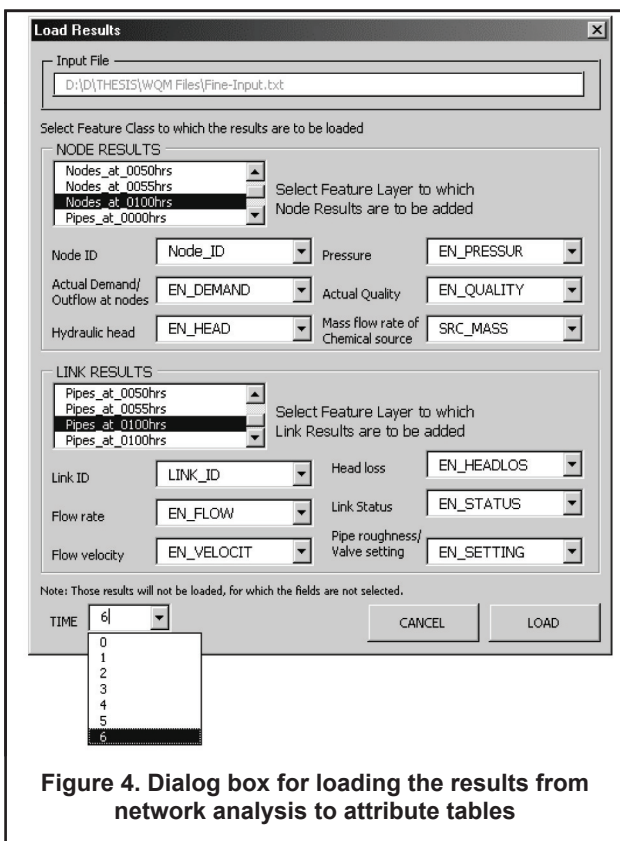 Load Results
Input File
D:\D\THESIS\WQM Files\Fine-Input.txt
Select Feature Class to which the results are to be loaded
NODE RESULTS
Nodes_at_0050hrs
Nodes_at_0055hrs
Nodes_at_0100hrs
Pipes_at_0000hrs
Select Feature Layer to which
Node Results are to be added
Node ID
Node_ID
Pressure
EN_PRESSUR
Actual Demand/
Outflow at nodes
EN_DEMAND
Actual Quality
EN_QUALITY
Hydraulic head
EN_HEAD
Mass flow rate of
Chemical source
SRC_MASS
LINK RESULTS
Pipes_at_0050hrs
Pipes_at_0055hrs
Pipes_at_0100hrs
Pipes_at_0100hrs
Select Feature Layer to which
Link Results are to be added
Link ID
LINK_ID
Head loss
EN_HEADLOS
Flow rate
EN_FLOW
Link Status
EN_STATUS
Flow velocity
EN_VELOCIT
Pipe roughness/
Valve setting
EN_SETTING
Note: Those results will not be loaded, for which the fields are not selected.
TIME
6
CANCEL
LOAD
0
1
2
3
4
5
6
Figure 4. Dialog box for loading the results from
network analysis to attribute tables